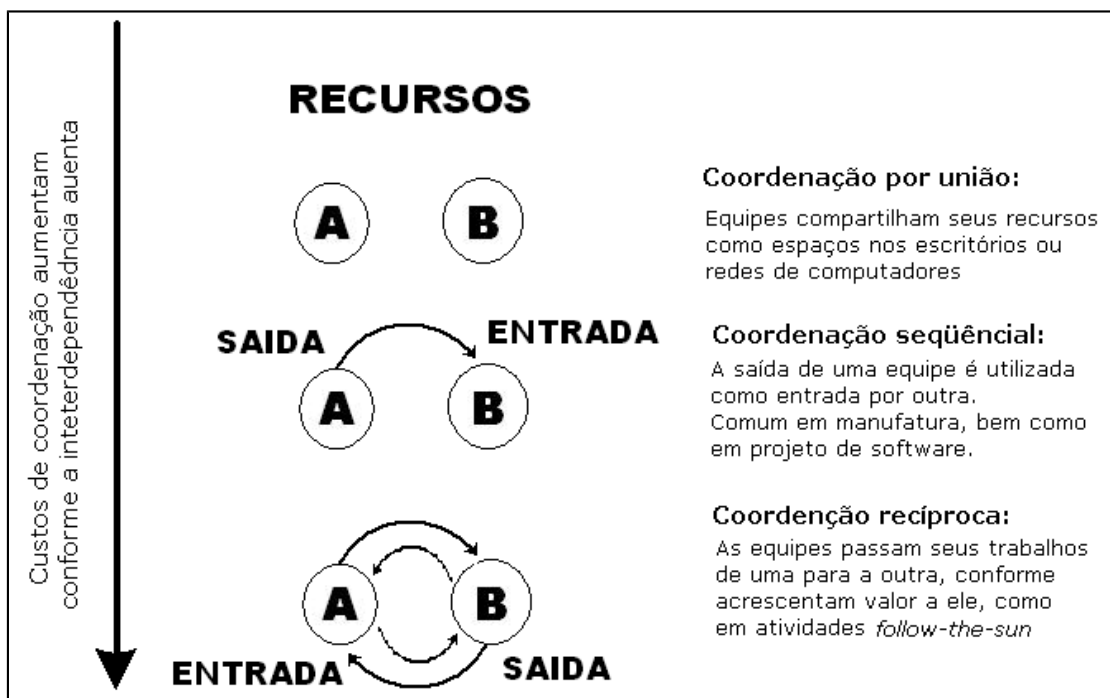 Custos de coordenação aumentam
conforme a inteterdependêdncia auenta
RECURSOS
A
B
Coordenação por união:
Equipes compartilham seus recursos
como espaços nos escritórios ou
redes de computadores
SAIDA
ENTRADA
A
B
Coordenação seqüêncial:
A saída de uma equipe é utilizada
como entrada por outra.
Comum em manufatura, bem como
em projeto de software.
A
B
ENTRADA
SAIDA
Coordenção recíproca:
As equipes passam seus trabalhos
de uma para a outra, conforme
acrescentam valor a ele, como
em atividades follow-the-sun